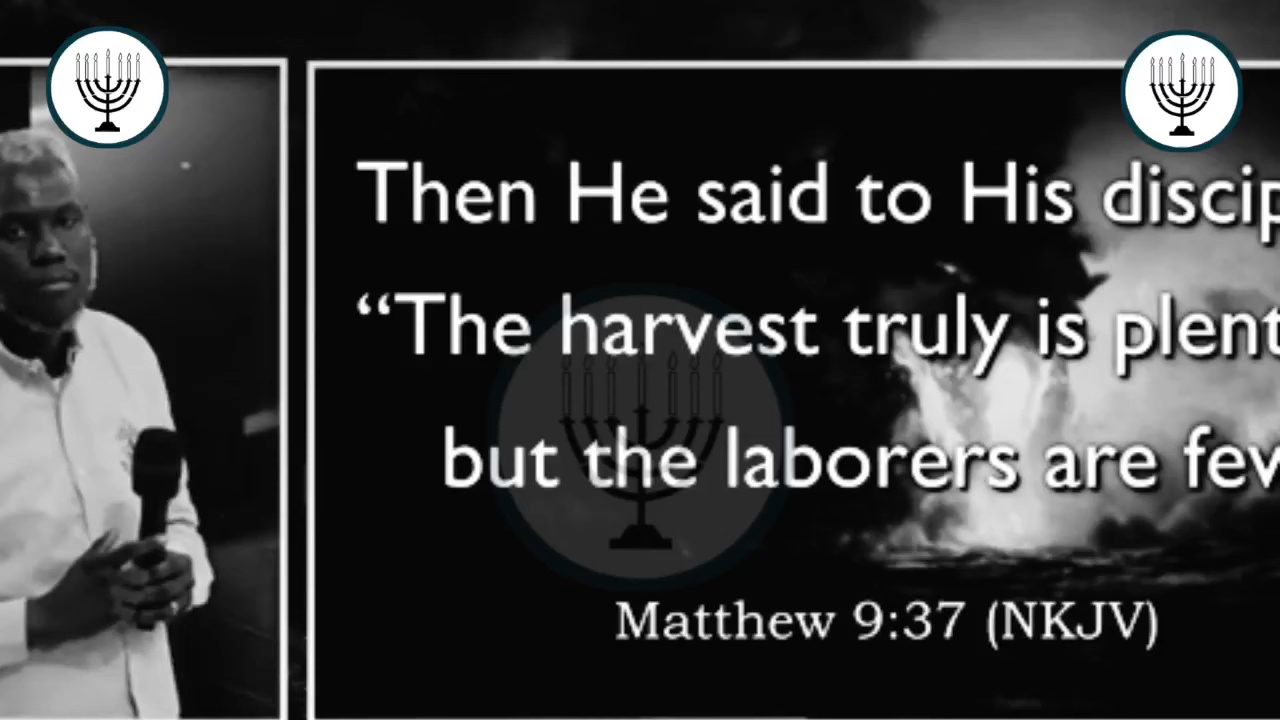 Then He said to His discip
“The harvest truly is plent
but the laborers are few
Matthew 9:37 (NKJV)